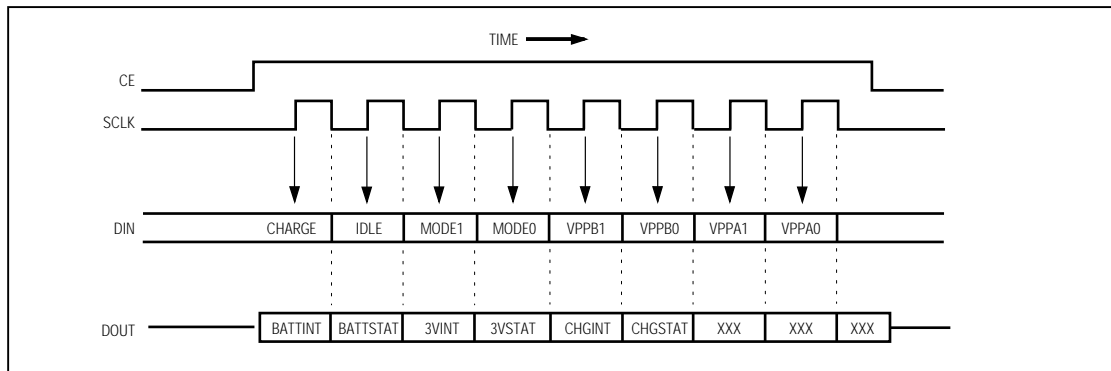 TIME
CE
SCLK
DIN CHARGE IDLE MODE1 MODE0 VPPB1 VPPB0 VPPA1 VPPA0
DOUT BATTINT BATTSTAT 3VINT 3VSTAT CHGINT CHGSTAT XXX XXX XXX